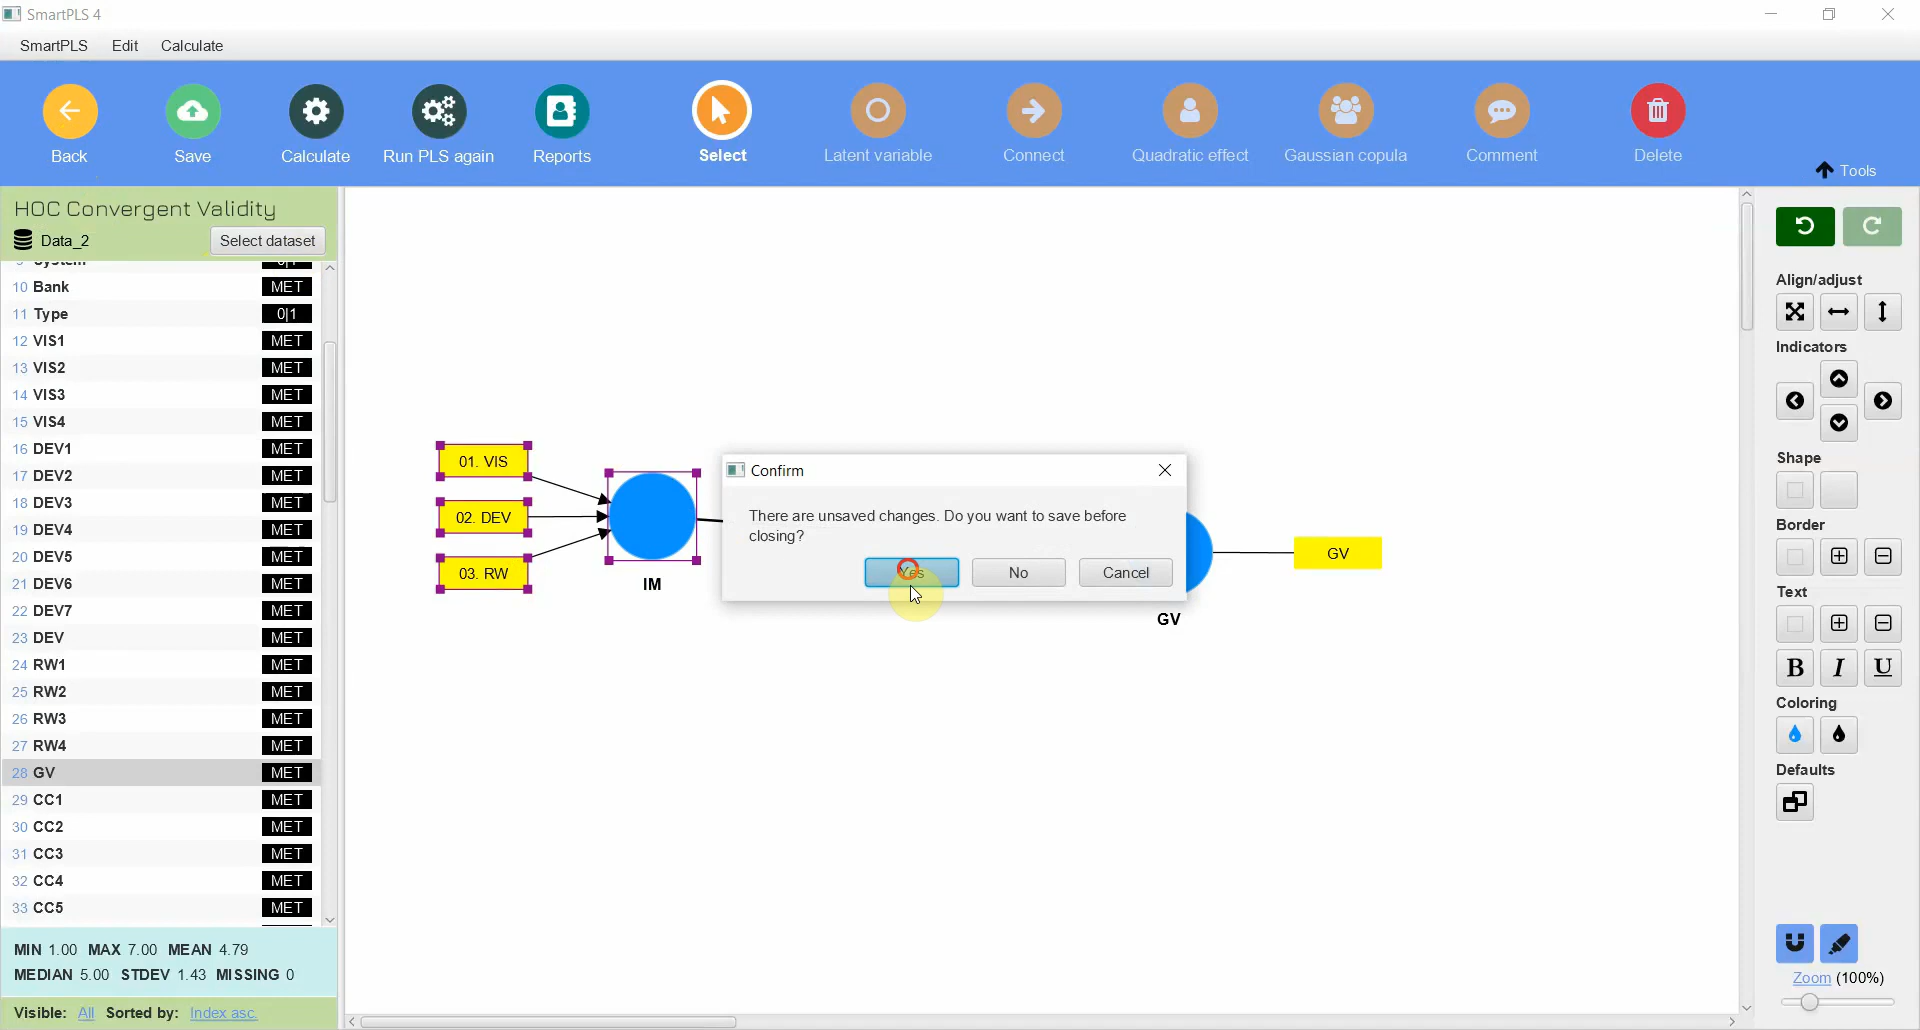 SmartPLS 4
SmartPLS Edit Calculate
Back
Save
Calculate
Run PLS again
Reports
Select
Latent variable
Connect
Quadratic effect
Gaussian copula
Comment
Delete
Tools
HOC Convergent Validity
Data_2
Select dataset
9 System 0|1
10 Bank MET
11 Type 0|1
12 VIS1 MET
13 VIS2 MET
14 VIS3 MET
15 VIS4 MET
16 DEV1 MET
17 DEV2 MET
18 DEV3 MET
19 DEV4 MET
20 DEV5 MET
21 DEV6 MET
22 DEV7 MET
23 DEV MET
24 RW1 MET
25 RW2 MET
26 RW3 MET
27 RW4 MET
28 GV MET
29 CC1 MET
30 CC2 MET
31 CC3 MET
32 CC4 MET
33 CC5 MET
MIN 1.00 MAX 7.00 MEAN 4.79
MEDIAN 5.00 STDEV 1.43 MISSING 0
Visible: All Sorted by: Index asc.
01. VIS
02. DEV
03. RW
IM
Confirm
There are unsaved changes. Do you want to save before
closing?
Yes
No
Cancel
GV
GV
Align/adjust
Indicators
Shape
Border
Text
B I U
Coloring
Defaults
Zoom (100%)